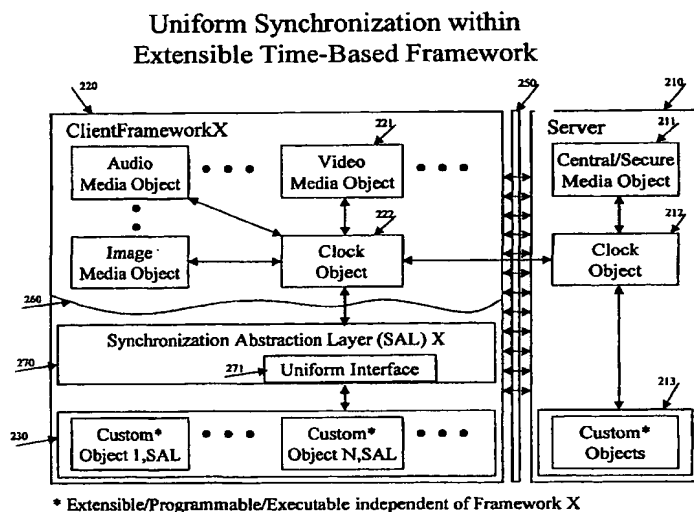 Uniform Synchronization within
Extensible Time-Based Framework
220
250
210
ClientFrameworkX
221
Server
211
Audio
Media Object
Video
Media Object
Central/Secure
Media Object
222
212
Image
Media Object
Clock
Object
Clock
Object
260
Synchronization Abstraction Layer (SAL) X
270
271
Uniform Interface
213
230
Custom*
Object 1,SAL
Custom*
Object N,SAL
Custom*
Objects
* Extensible/Programmable/Executable independent of Framework X